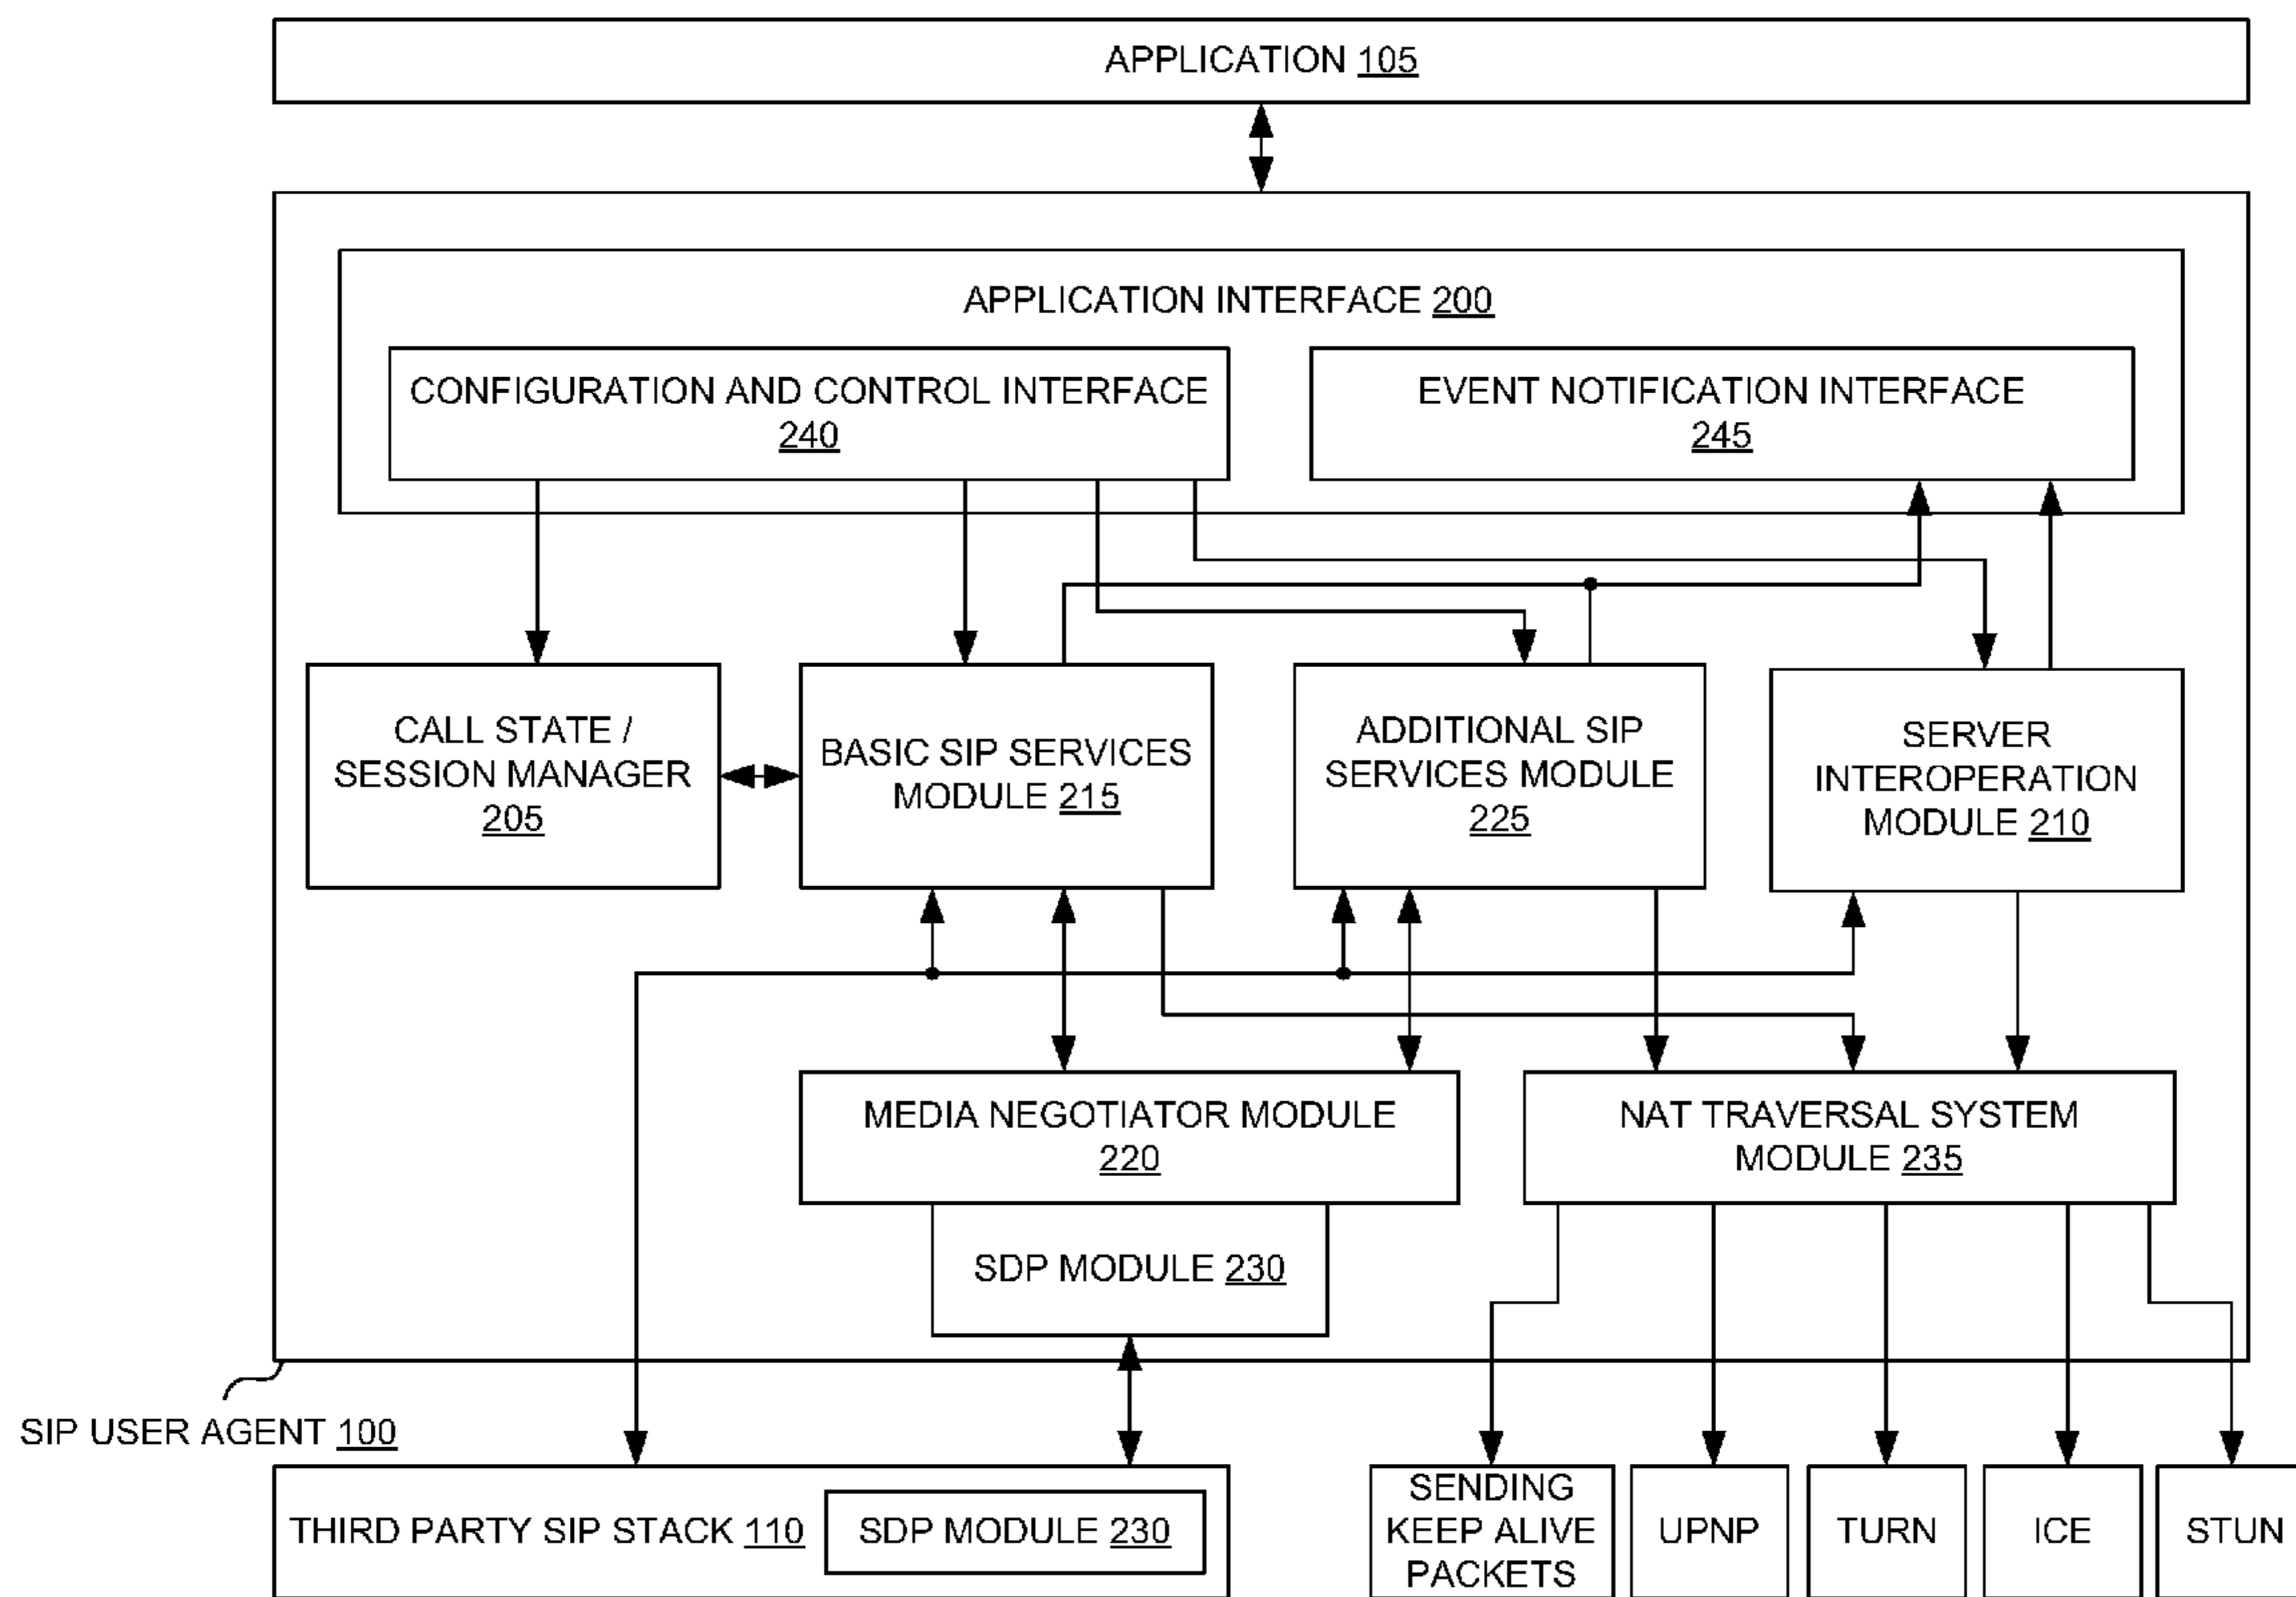 APPLICATION 105
APPLICATION INTERFACE 200
CONFIGURATION AND CONTROL INTERFACE
240
EVENT NOTIFICATION INTERFACE
245
CALL STATE /
SESSION MANAGER
205
BASIC SIP SERVICES
MODULE 215
ADDITIONAL SIP
SERVICES MODULE
225
SERVER
INTEROPERATION
MODULE 210
MEDIA NEGOTIATOR MODULE
220
NAT TRAVERSAL SYSTEM
MODULE 235
SDP MODULE 230
SIP USER AGENT 100
THIRD PARTY SIP STACK 110
SDP MODULE 230
SENDING
KEEP ALIVE
PACKETS
UPNP
TURN
ICE
STUN